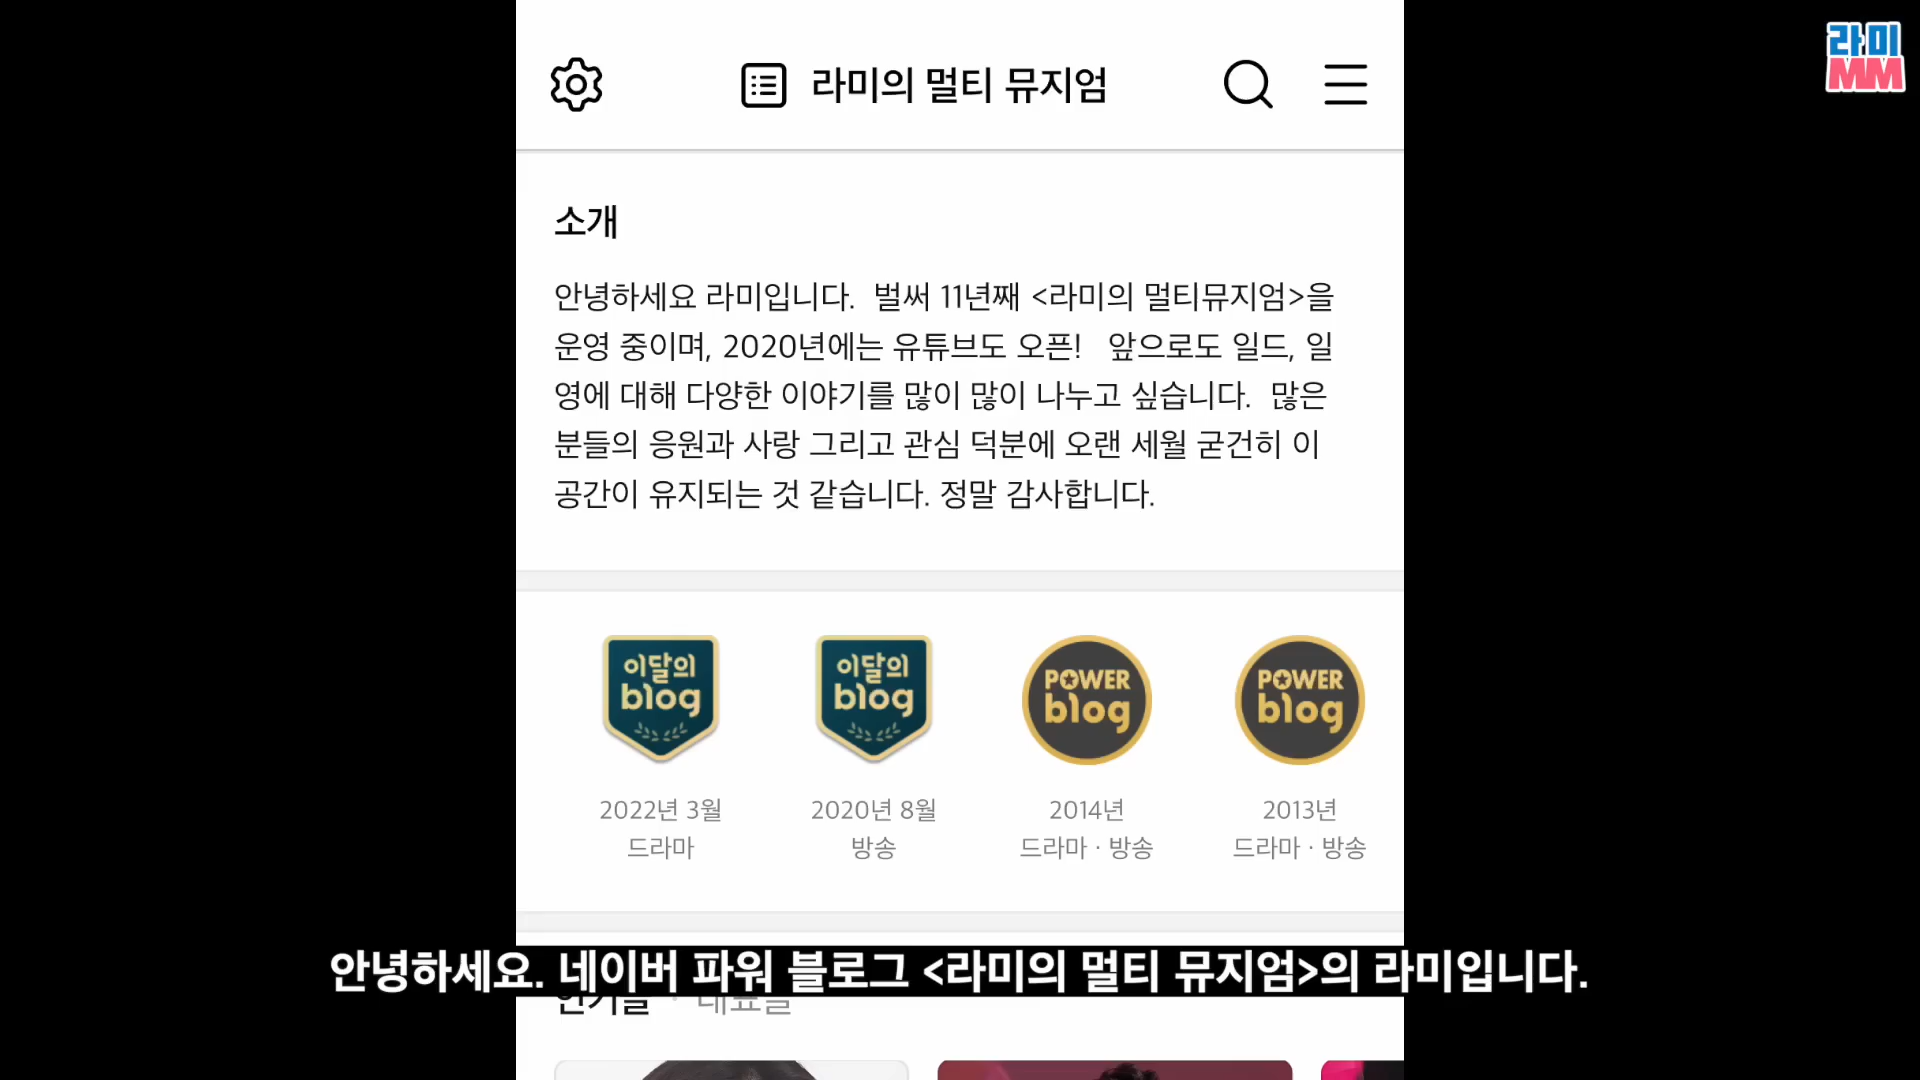 라미의 멀티 뮤지엄
라미
MM
소개
안녕하세요 라미입니다. 벌써 11년째 <라미의 멀티뮤지엄>을
운영 중이며, 2020년에는 유튜브도 오픈! 앞으로도 일드, 일
영에 대해 다양한 이야기를 많이 많이 나누고 싶습니다. 많은
분들의 응원과 사랑 그리고 관심 덕분에 오랜 세월 굳건히 이
공간이 유지되는 것 같습니다. 정말 감사합니다.
이달의
blog
이달의
blog
POWER
blog
POWER
blog
2022년 3월
드라마
2020년 8월
방송
2014년
드라마 · 방송
2013년
드라마 · 방송
안녕하세요. 네이버 파워 블로그 <라미의 멀티 뮤지엄>의 라미입니다.
인기글 · 대표글